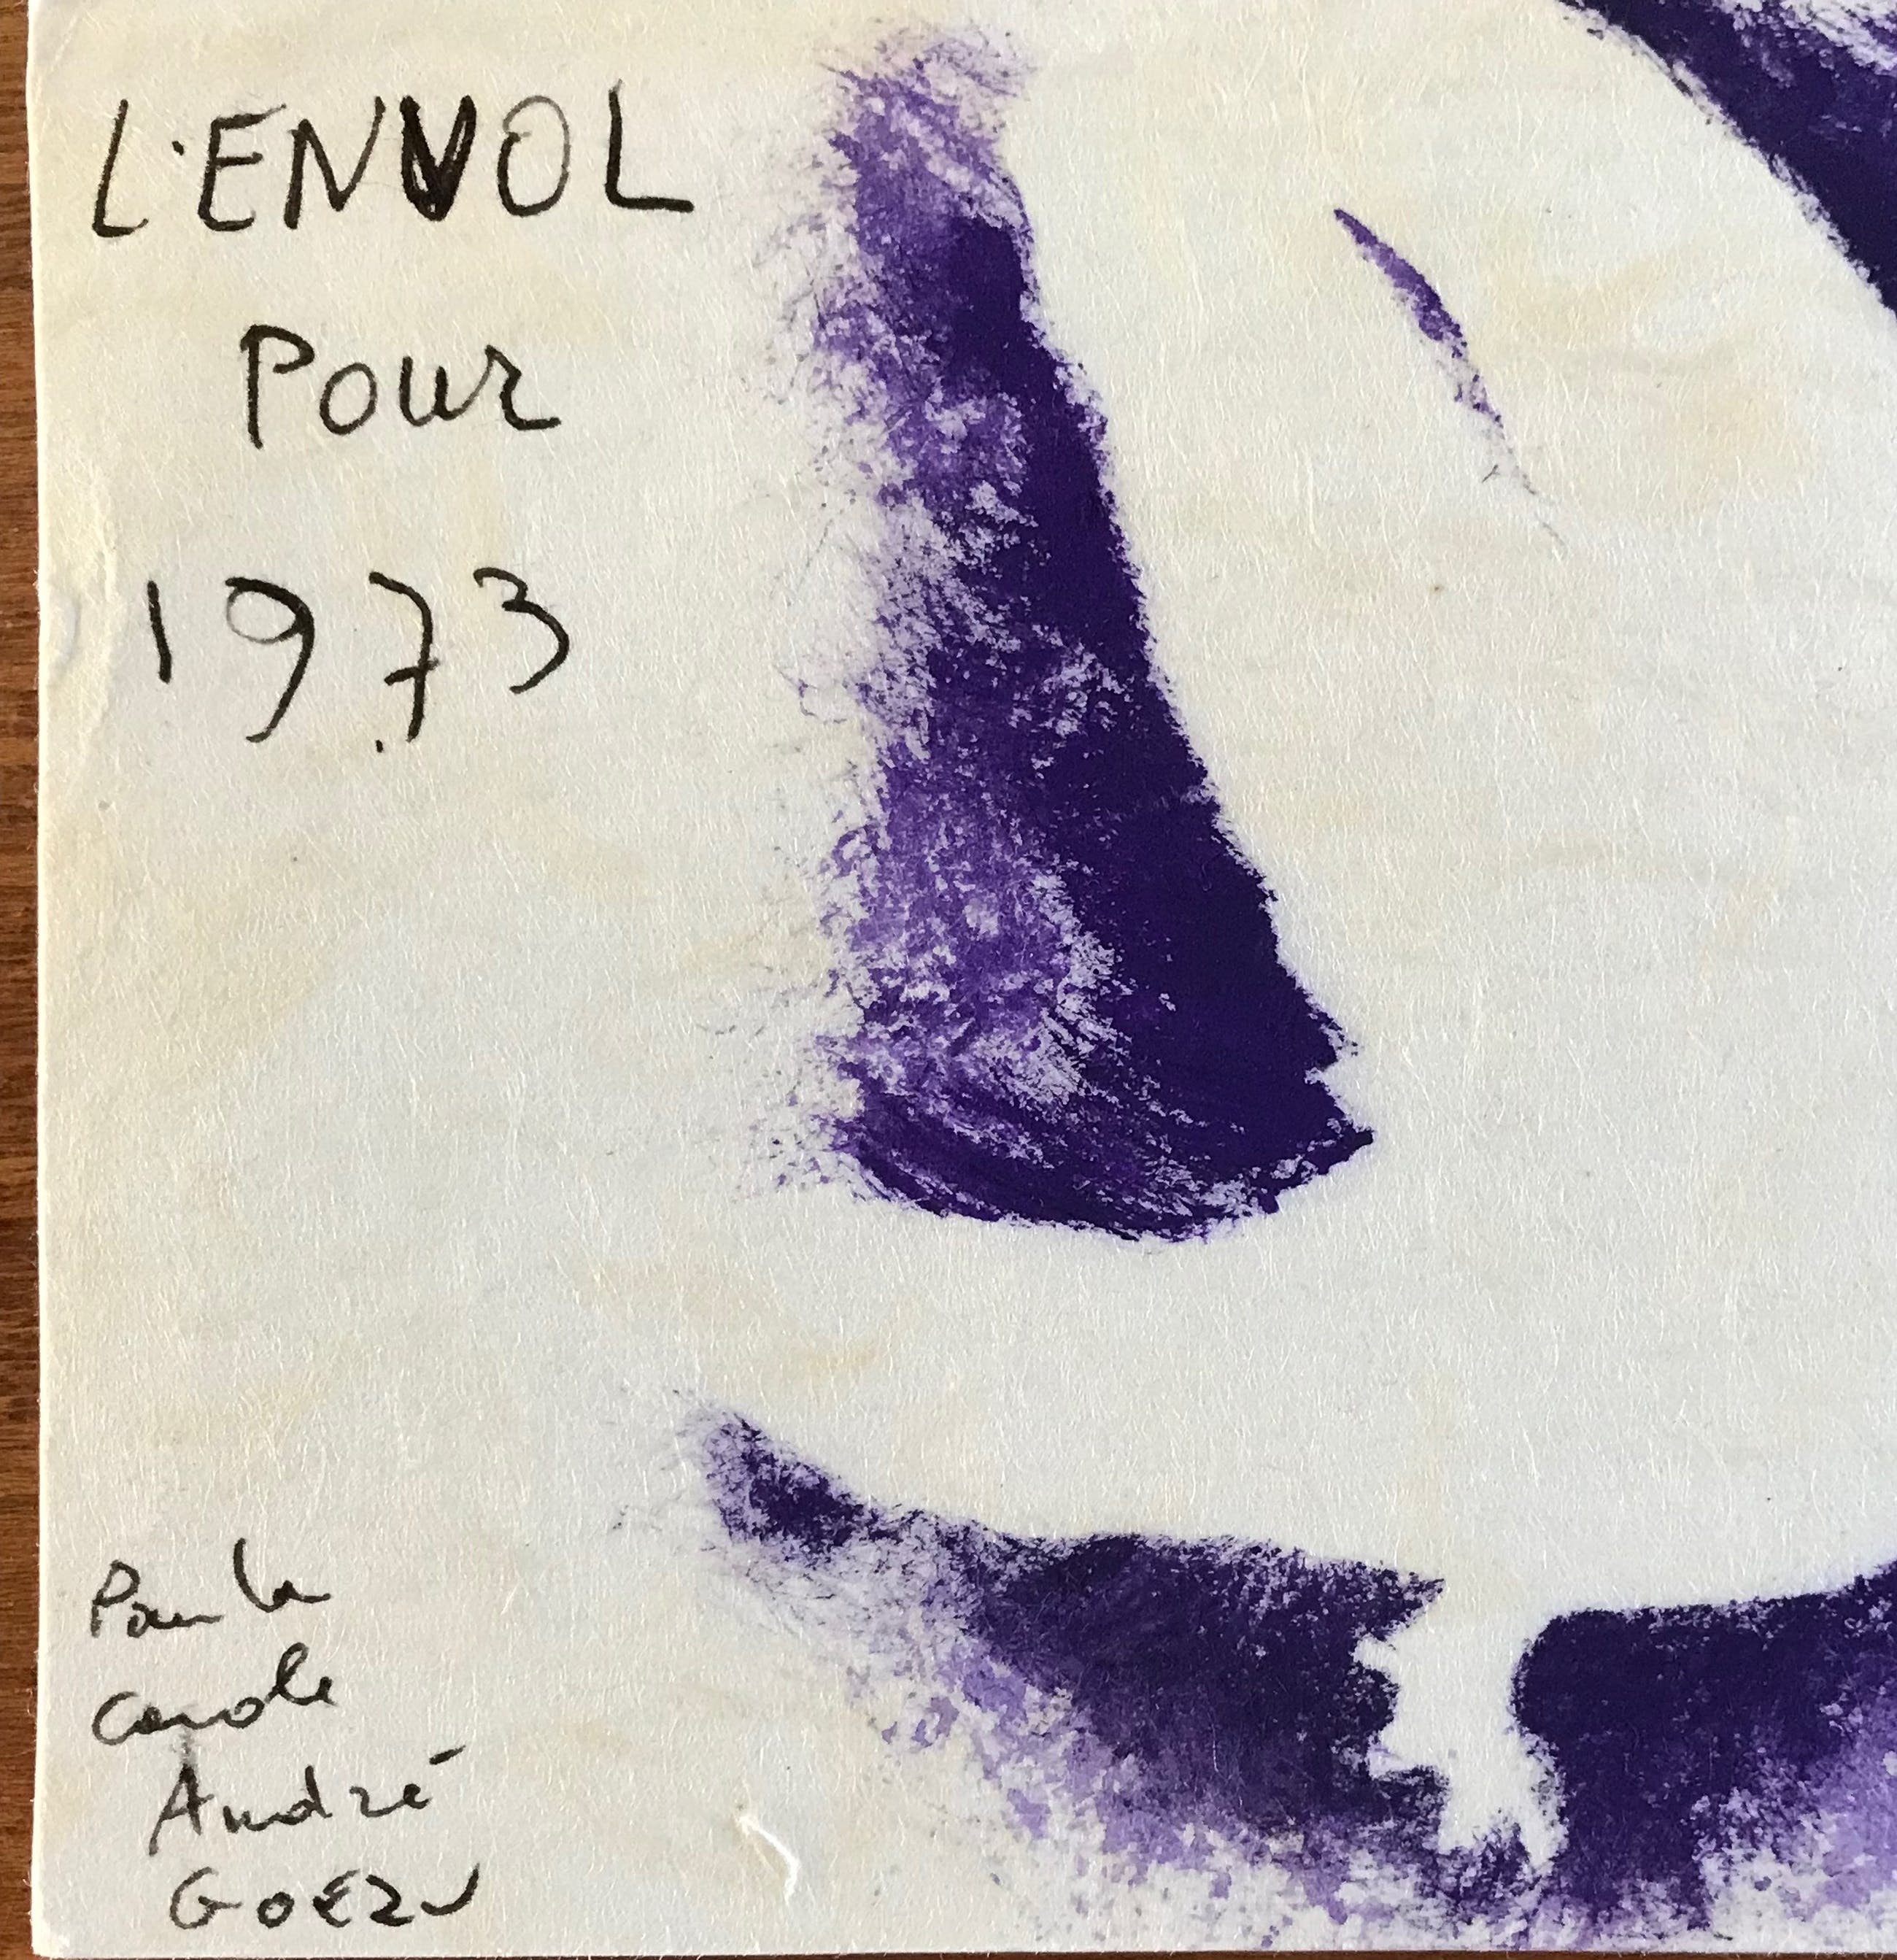 L'ENVOL
Pour
1973
Pour la
Carole
André
GOEZU